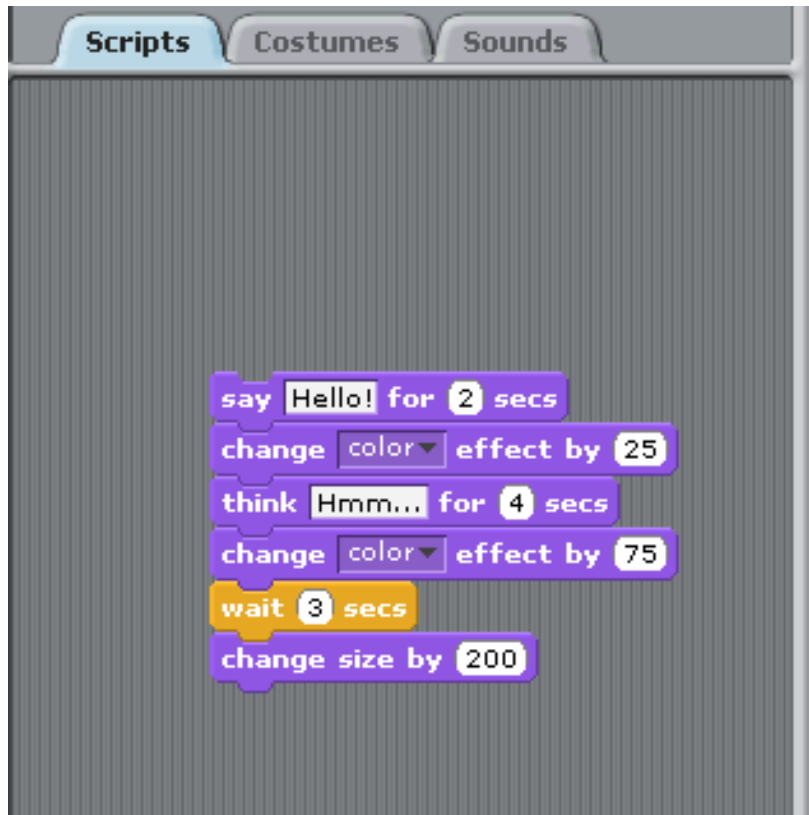 Scripts Costumes Sounds
say Hello! for 2 secs
change color effect by 25
think Hmm... for 4 secs
change color effect by 75
wait 3 secs
change size by 200